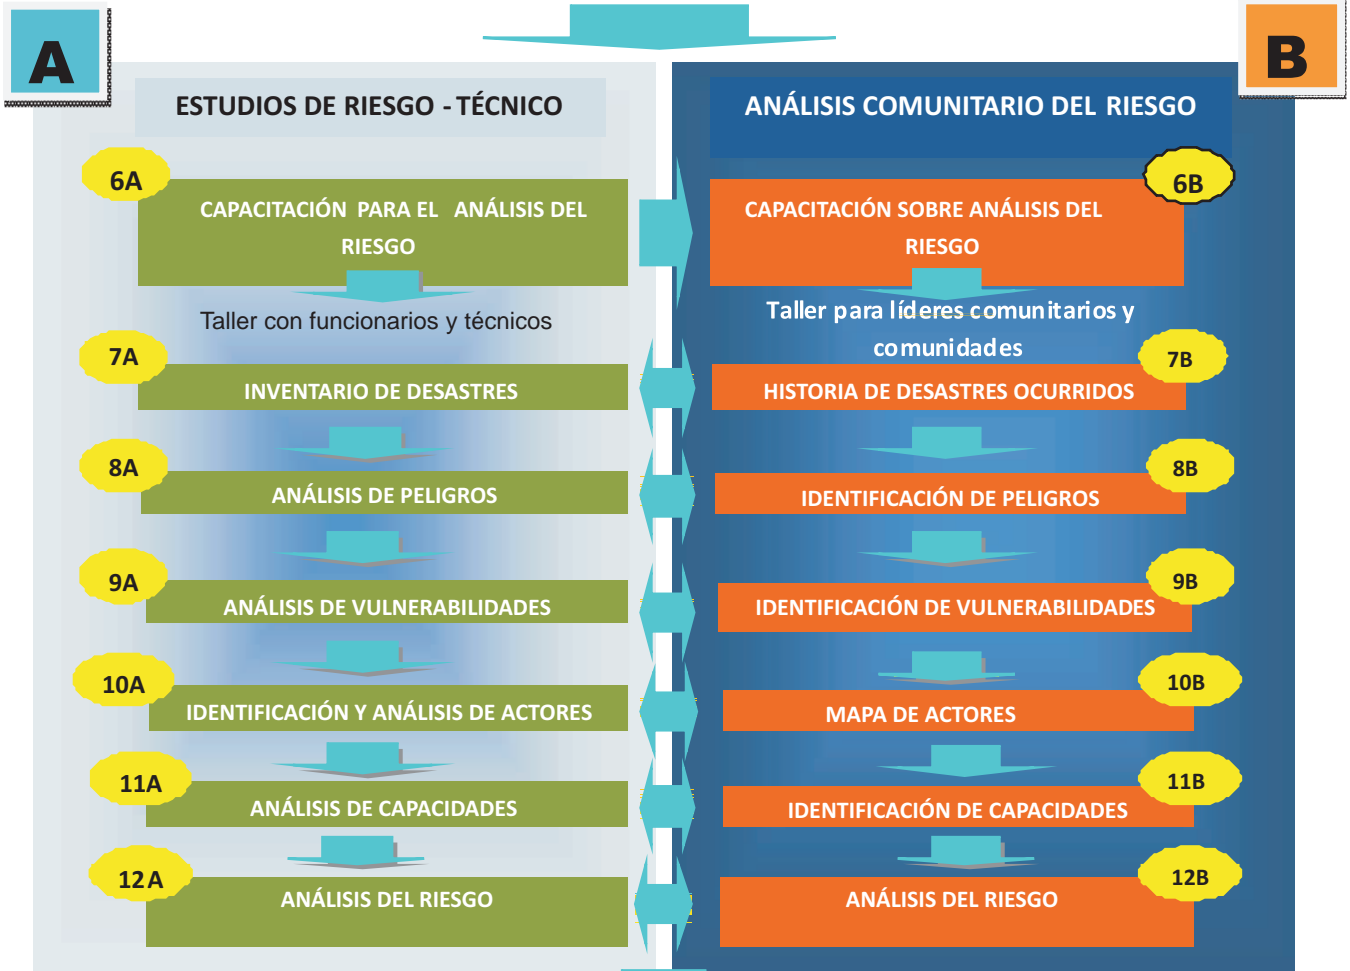 A
ESTUDIOS DE RIESGO - TÉCNICO
6A
CAPACITACIÓN PARA EL ANÁLISIS DEL
RIESGO
Taller con funcionarios y técnicos
7A
INVENTARIO DE DESASTRES
8A
ANÁLISIS DE PELIGROS
9A
ANÁLISIS DE VULNERABILIDADES
10A
IDENTIFICACIÓN Y ANÁLISIS DE ACTORES
11A
ANÁLISIS DE CAPACIDADES
12A
ANÁLISIS DEL RIESGO
B
ANÁLISIS COMUNITARIO DEL RIESGO
6B
CAPACITACIÓN SOBRE ANÁLISIS DEL
RIESGO
Taller para líderes comunitarios y
comunidades
7B
HISTORIA DE DESASTRES OCURRIDOS
8B
IDENTIFICACIÓN DE PELIGROS
9B
IDENTIFICACIÓN DE VULNERABILIDADES
10B
MAPA DE ACTORES
11B
IDENTIFICACIÓN DE CAPACIDADES
12B
ANÁLISIS DEL RIESGO